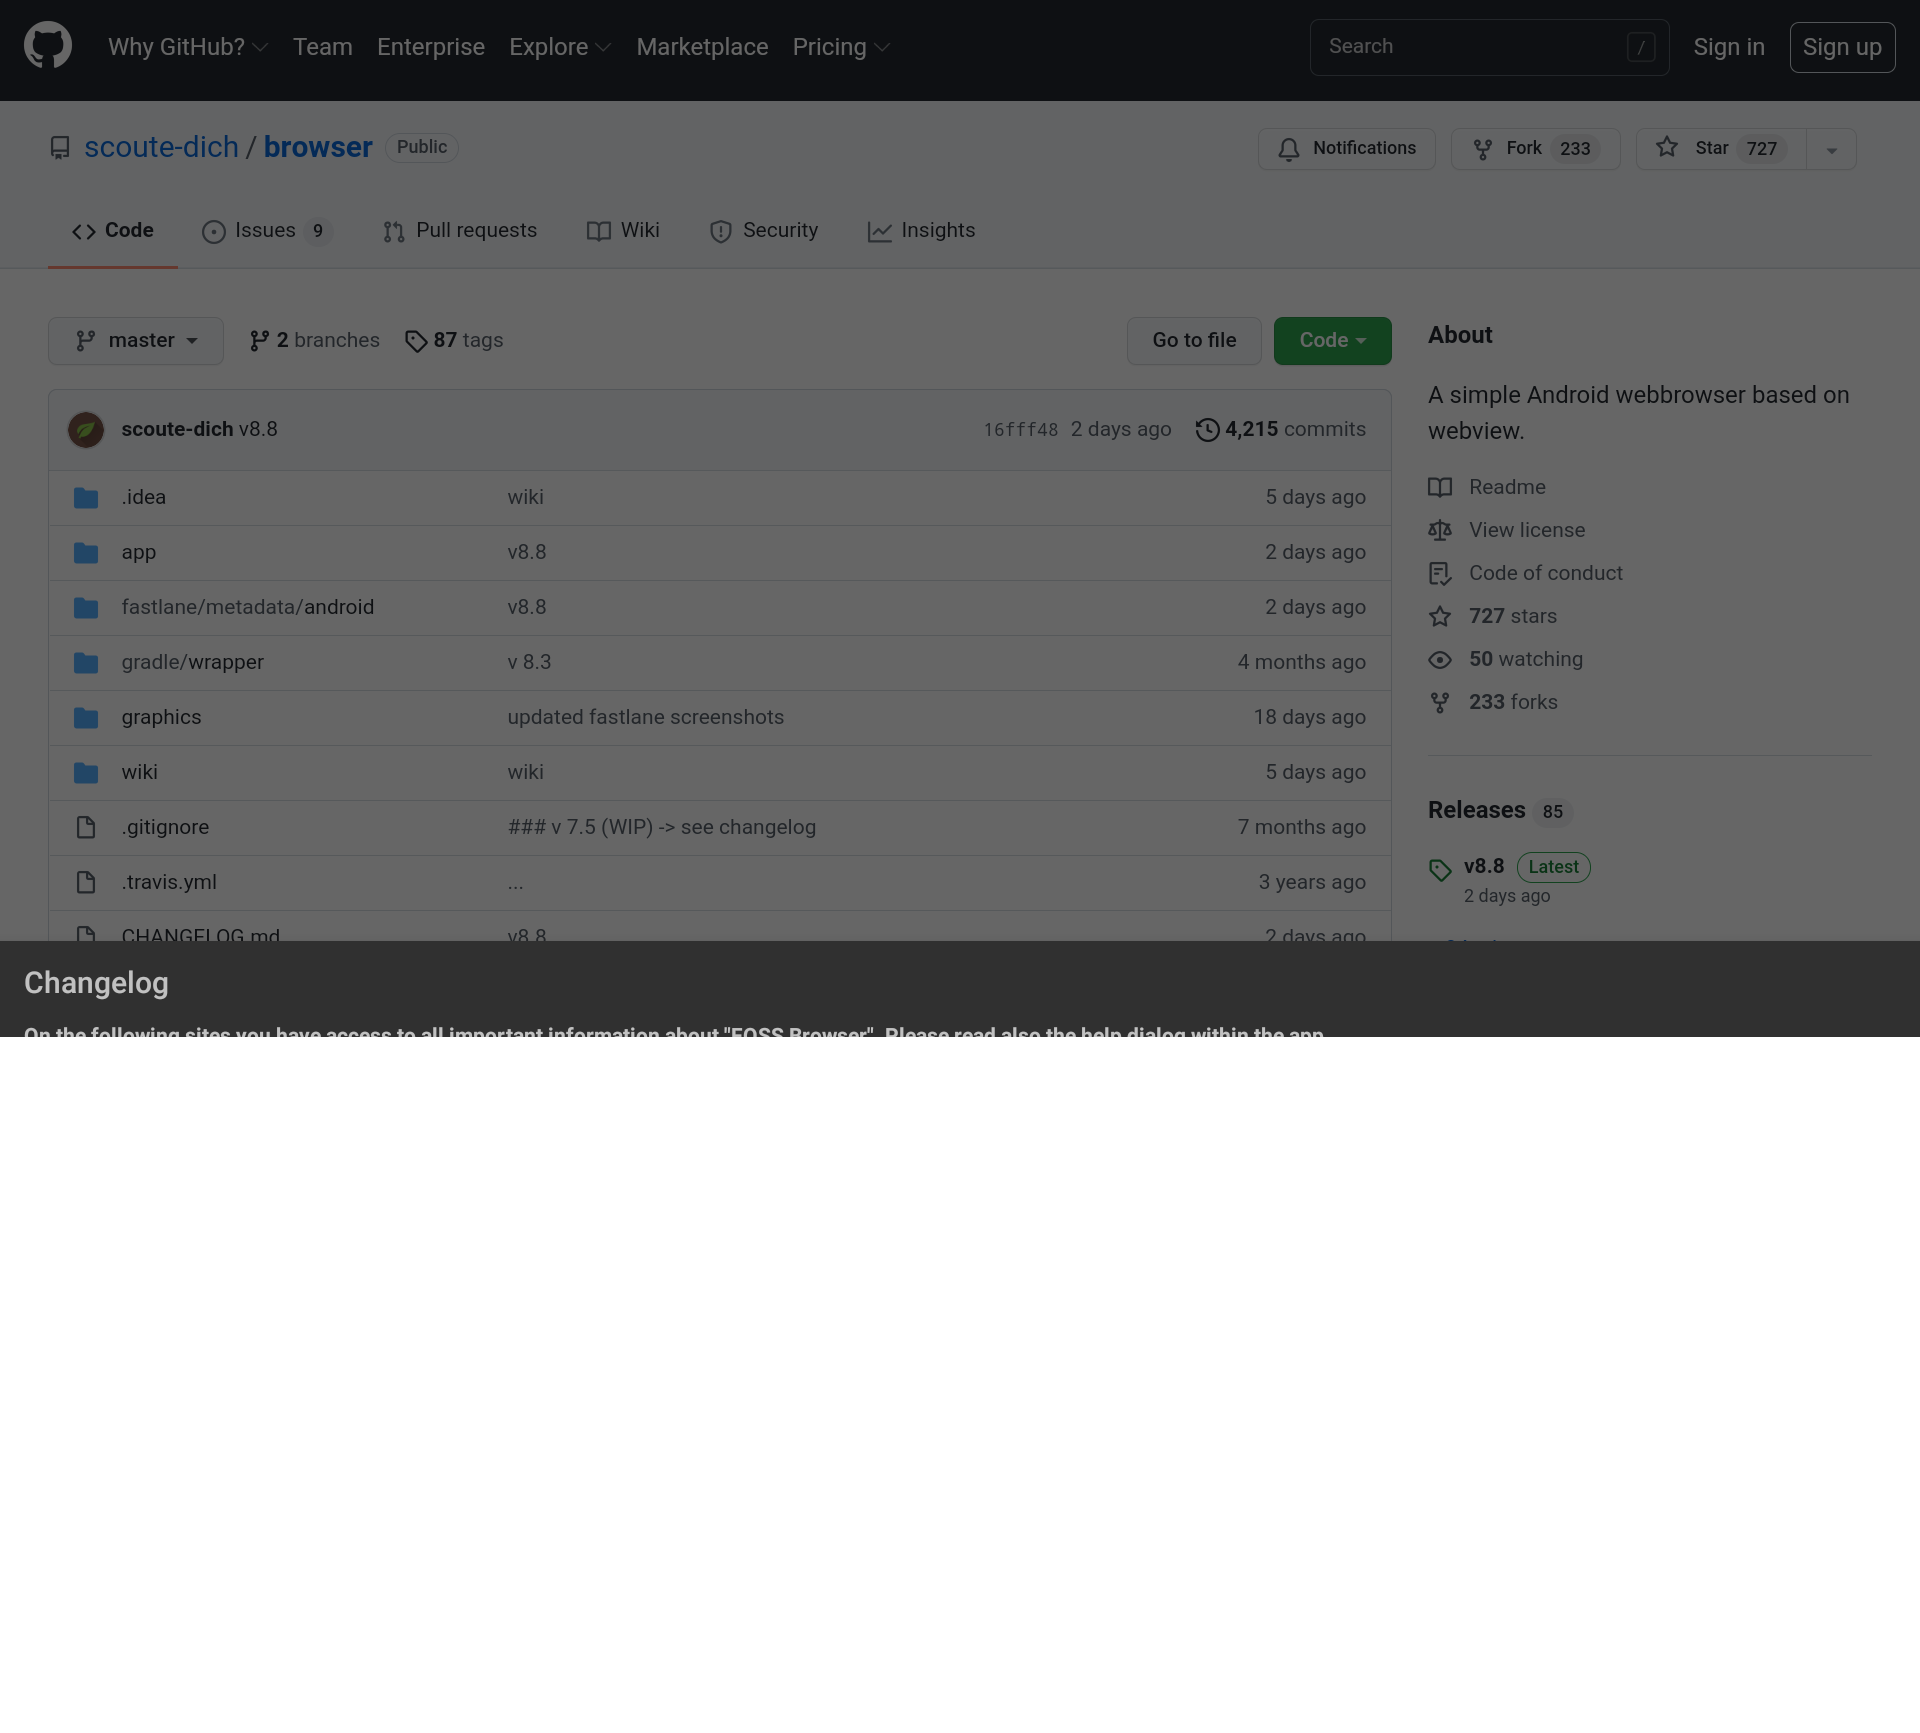 Why GitHub? Team Enterprise Explore Marketplace Pricing Search / Sign in Sign up
scoute-dich / browser Public Notifications Fork 233 Star 727
Code Issues 9 Pull requests Wiki Security Insights
master 2 branches 87 tags Go to file Code
scoute-dich v8.8 16fff48 2 days ago 4,215 commits
.idea wiki 5 days ago
app v8.8 2 days ago
fastlane/metadata/android v8.8 2 days ago
gradle/wrapper v 8.3 4 months ago
graphics updated fastlane screenshots 18 days ago
wiki wiki 5 days ago
.gitignore ### v 7.5 (WIP) -> see changelog 7 months ago
.travis.yml ... 3 years ago
CHANGELOG.md v8.8 2 days ago
About
A simple Android webbrowser based on
webview.
Readme
View license
Code of conduct
727 stars
50 watching
233 forks
Releases 85
v8.8 Latest
2 days ago
Changelog
On the following sites you have access to all important information about "FOSS Browser". Please read also the help dialog within the app